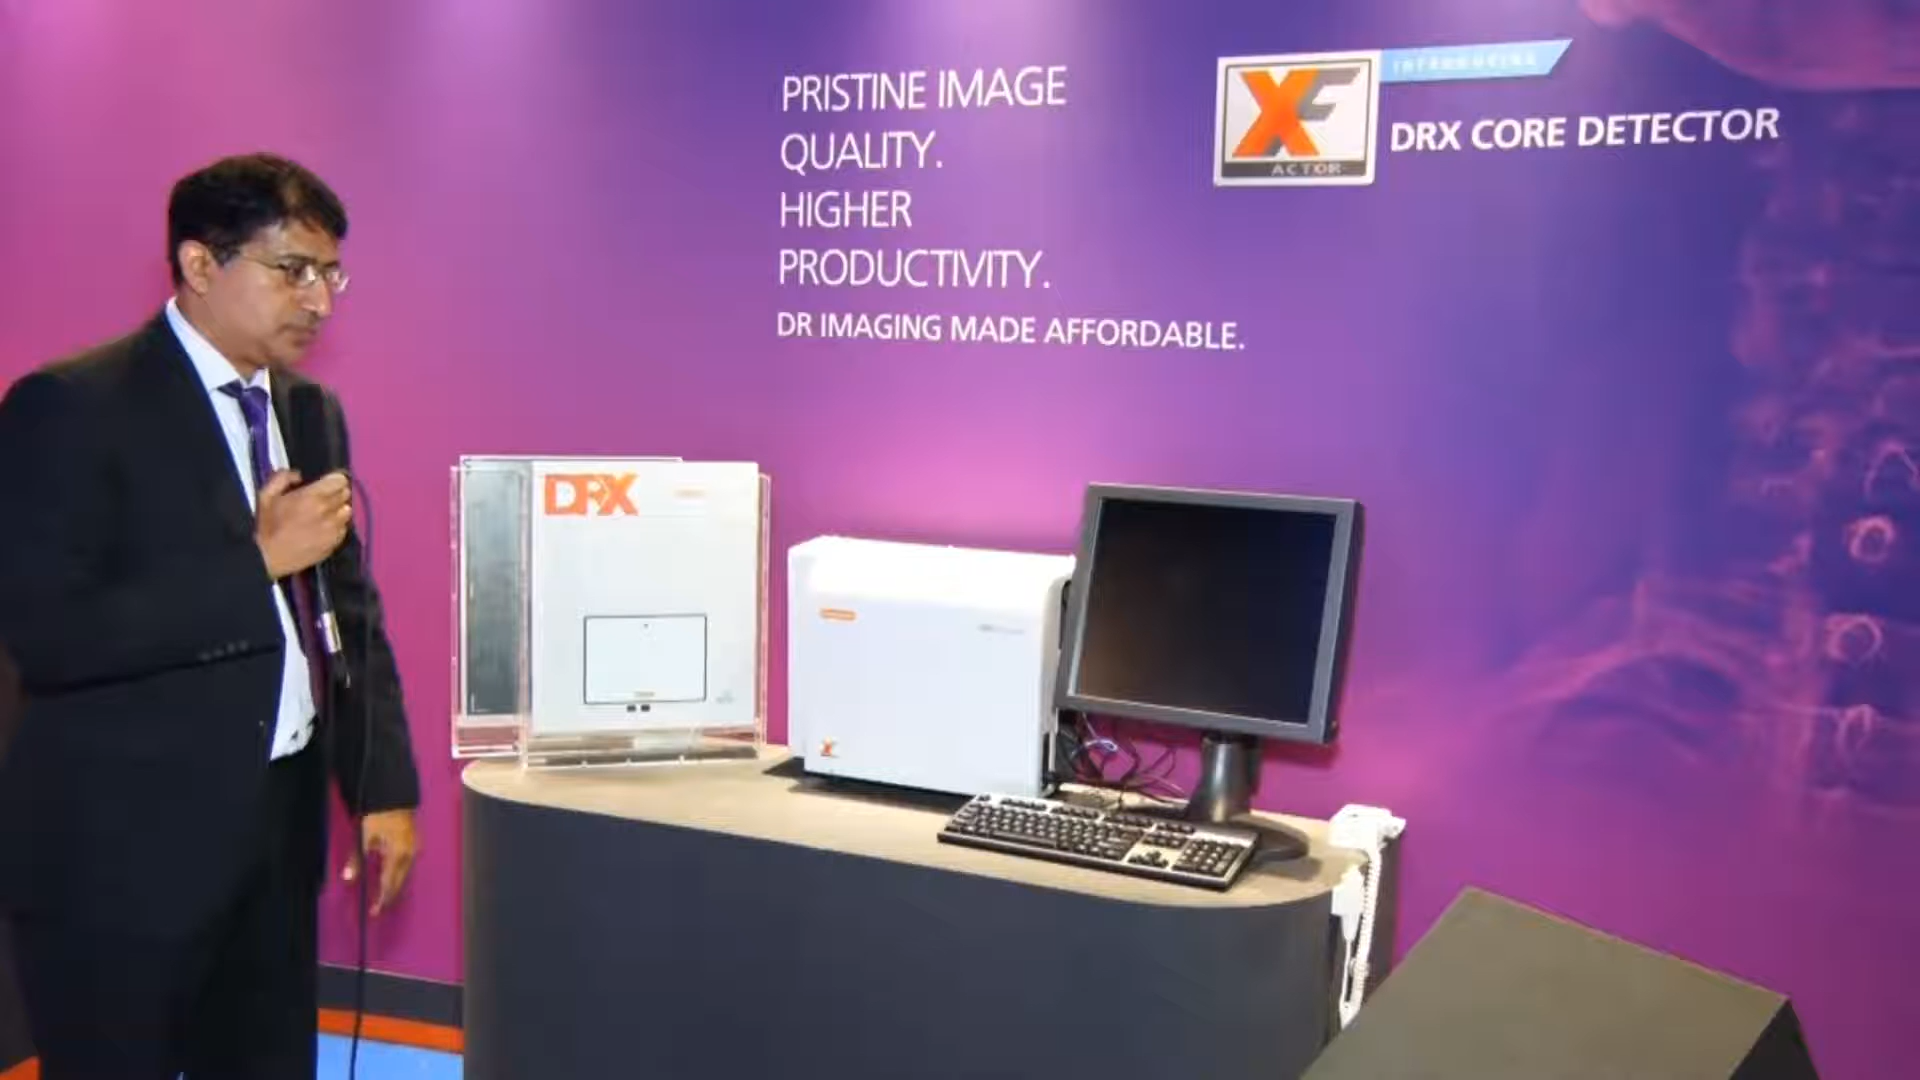 PRISTINE IMAGE
QUALITY.
HIGHER
PRODUCTIVITY.
DR IMAGING MADE AFFORDABLE.
INTRODUCING
XF
ACTOR
DRX CORE DETECTOR
DRX